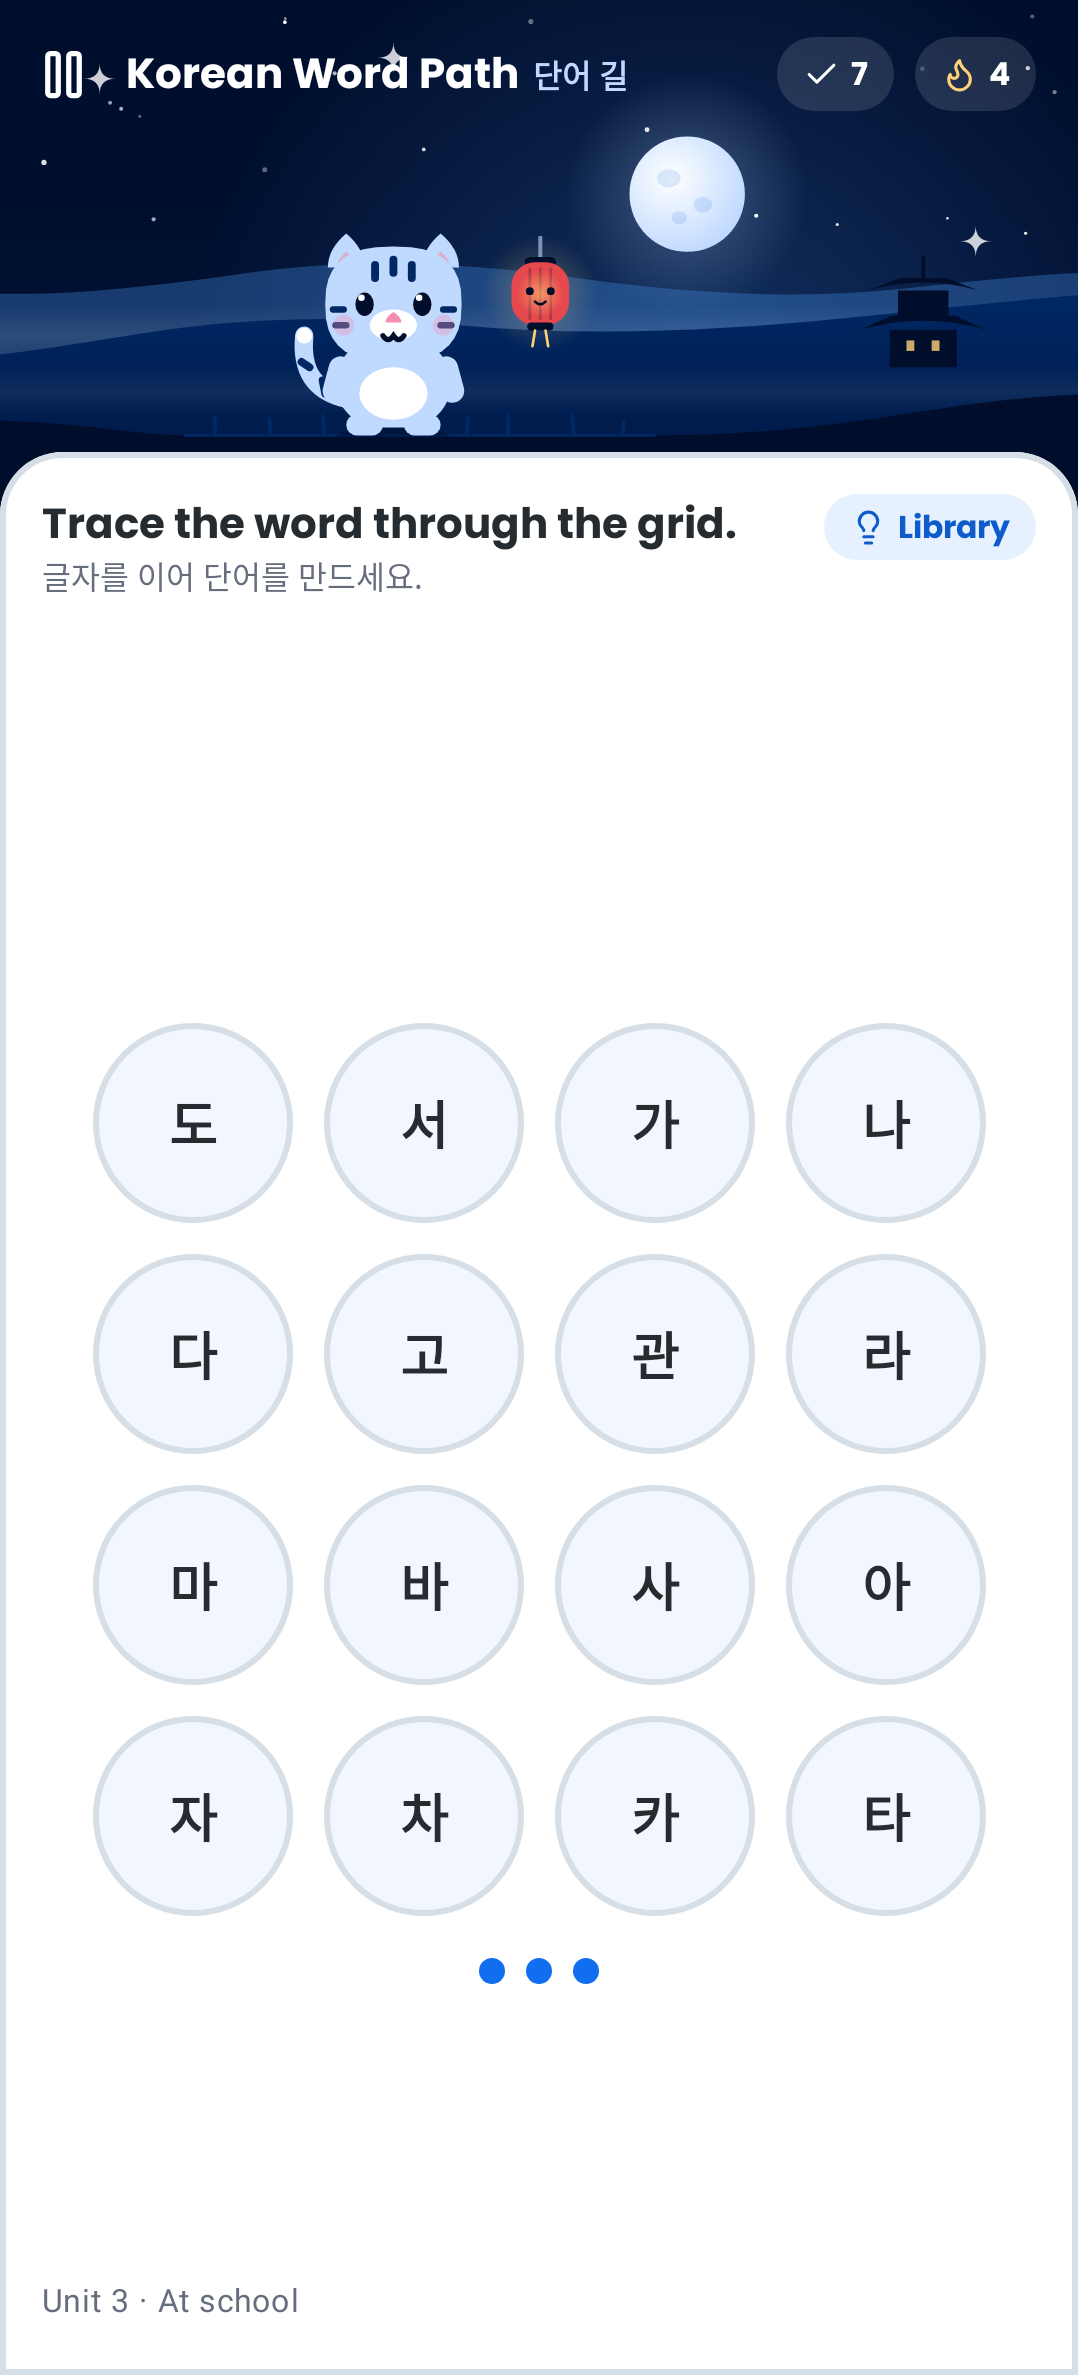 Korean Word Path 단어 길
7
4
Trace the word through the grid.
Library
글자를 이어 단어를 만드세요.
도 서 가 나
다 고 관 라
마 바 사 아
자 차 카 타
Unit 3 · At school